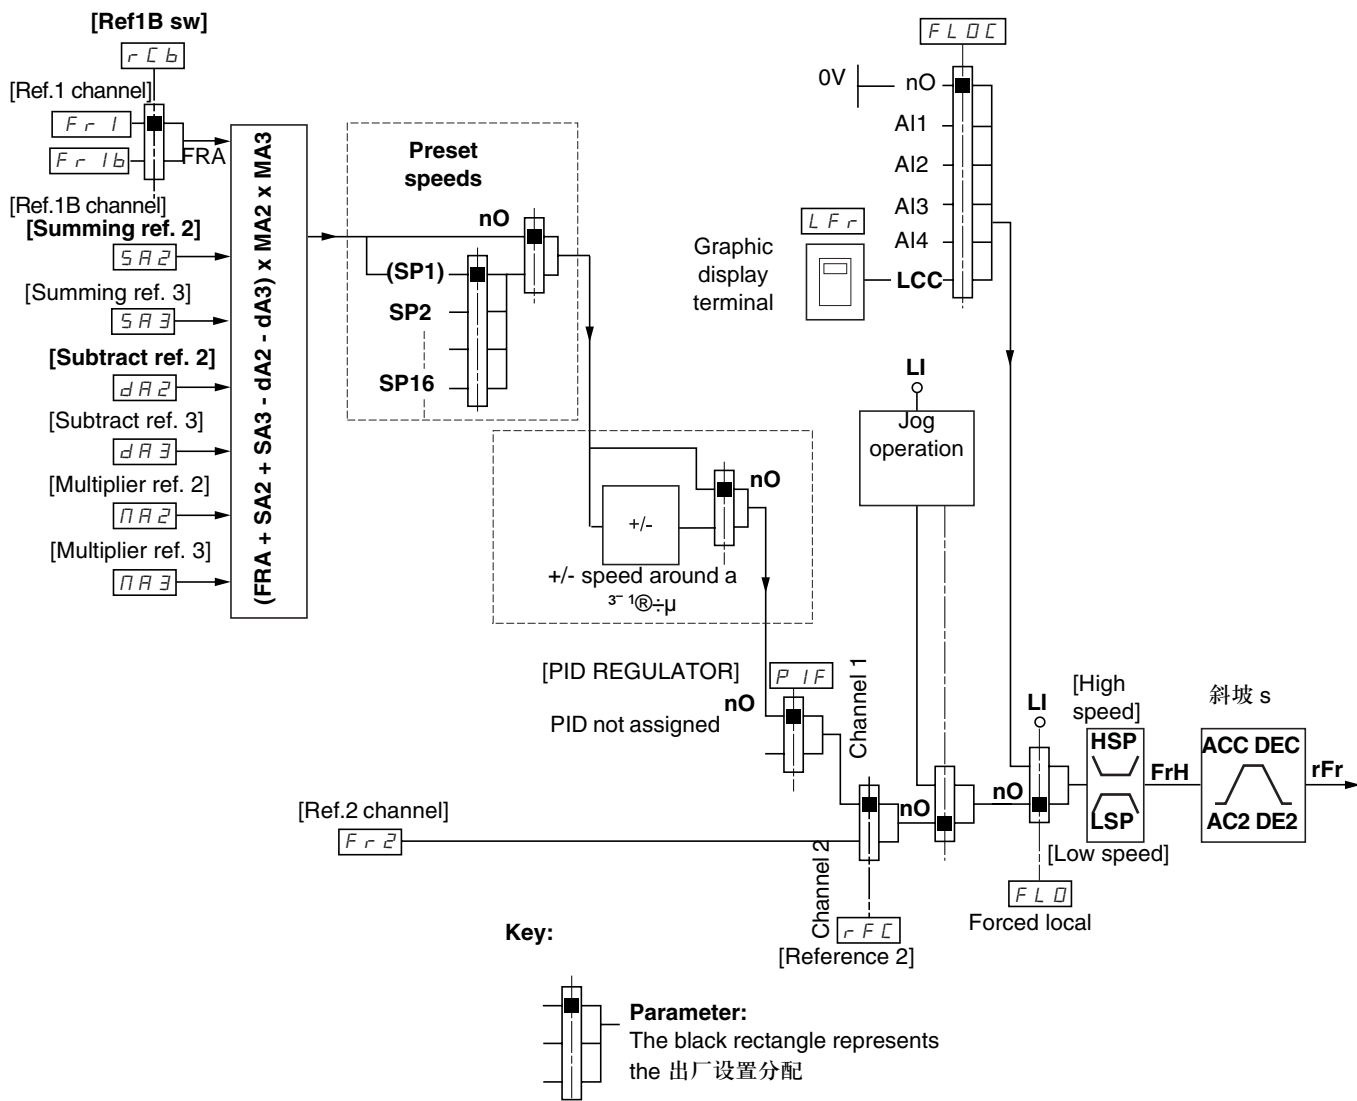 [Ref1B sw]
rCb
[Ref.1 channel]
Fr1
Fr1b
FRA
[Ref.1B channel]
[Summing ref. 2]
SA2
[Summing ref. 3]
SA3
[Subtract ref. 2]
dA2
[Subtract ref. 3]
dA3
[Multiplier ref. 2]
MA2
[Multiplier ref. 3]
MA3
(FRA + SA2 + SA3 - dA2 - dA3) x MA2 x MA3
Preset
speeds
nO
(SP1)
SP2
SP16
+/-
nO
+/- speed around a
³¯ ¹®÷µ
FLOC
0V
nO
AI1
AI2
AI3
AI4
LCC
LFr
Graphic
display
terminal
LI
Jog
operation
[PID REGULATOR]
PIF
nO
PID not assigned
Channel 1
[Ref.2 channel]
Fr2
Channel 2
rFC
[Reference 2]
nO
nO
LI
FLO
Forced local
[High
speed]
HSP
LSP
[Low speed]
FrH
斜坡 s
ACC DEC
AC2 DE2
rFr
Key:
Parameter:
The black rectangle represents
the 出厂设置分配